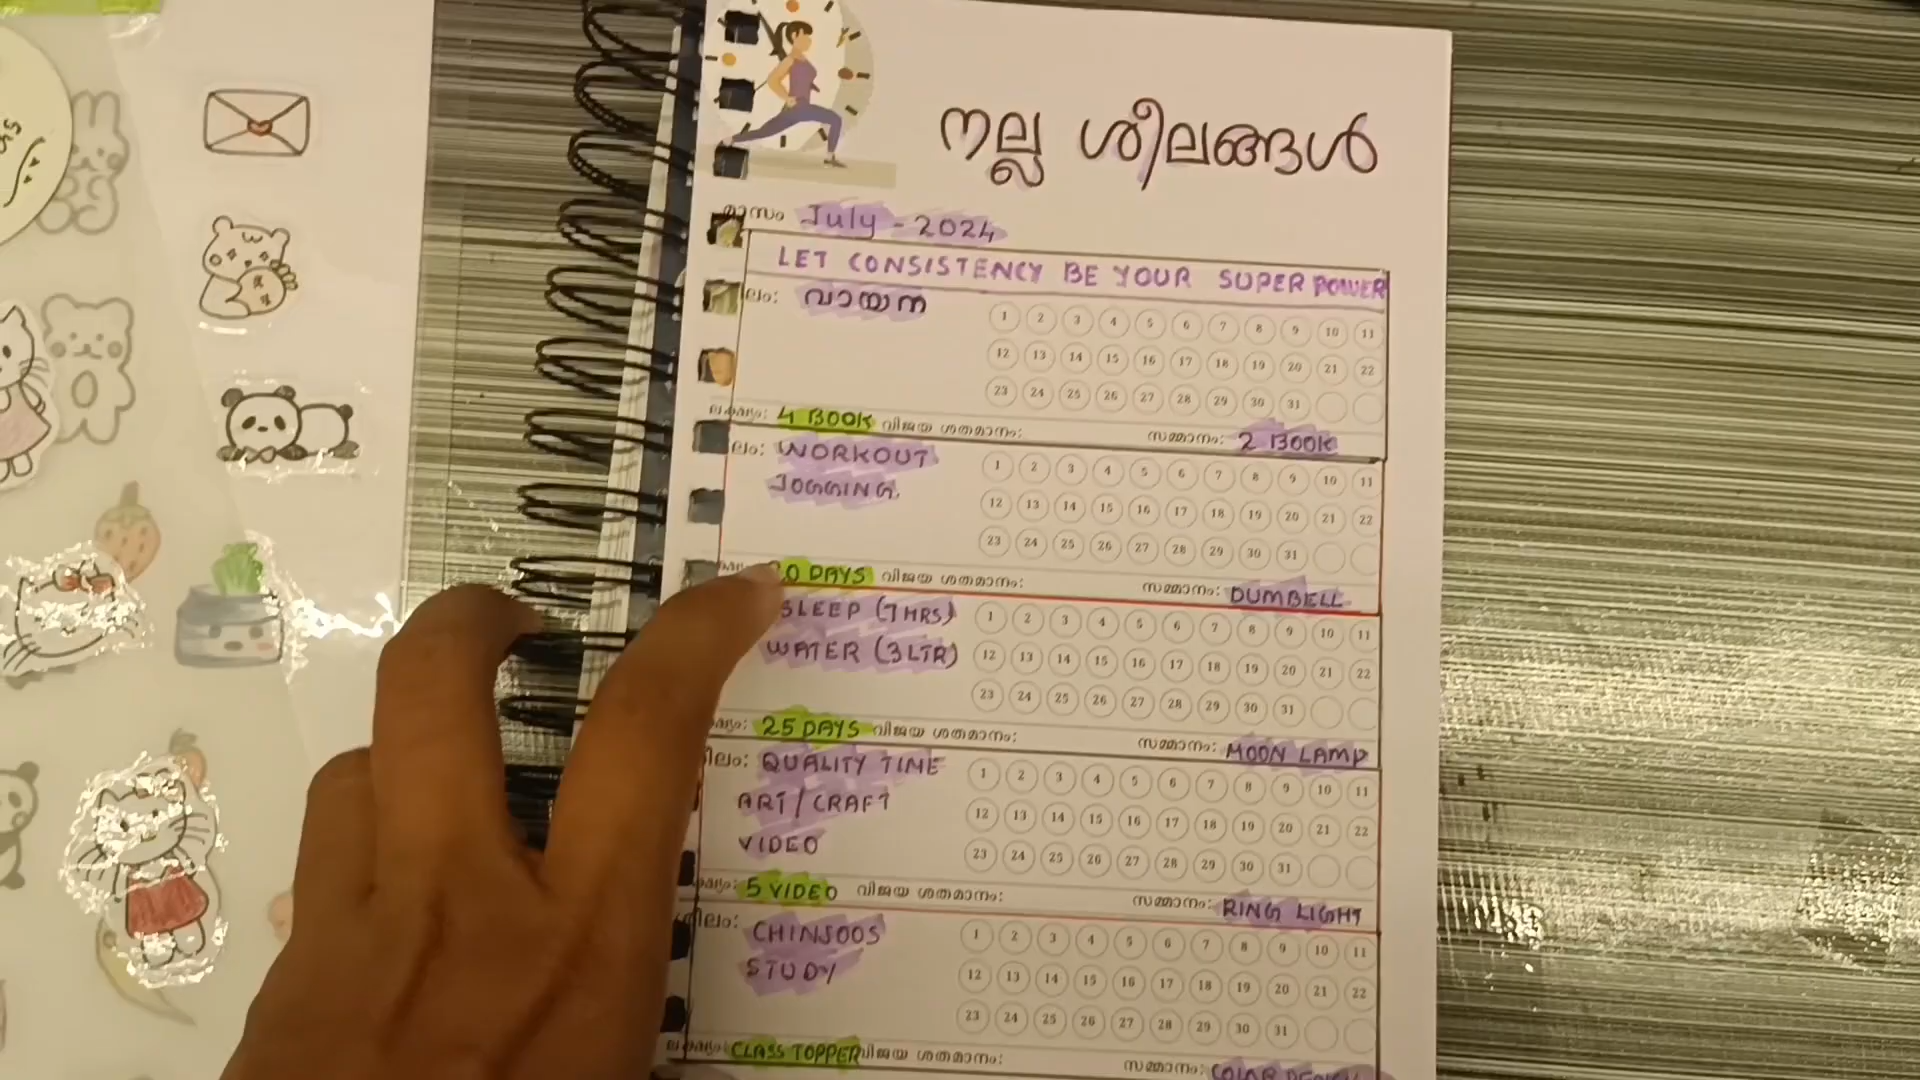 നല്ല ശീലങ്ങൾ
മാസം July - 2024
LET CONSISTENCY BE YOUR SUPER POWER
ലം: വായന
1 2 3 4 5 6 7 8 9 10 11
12 13 14 15 16 17 18 19 20 21 22
23 24 25 26 27 28 29 30 31
ലക്ഷ്യം: 4 BOOK വിജയ ശതമാനം: സമ്മാനം: 2 BOOK
ലം: WORKOUT
JOGGING
1 2 3 4 5 6 7 8 9 10 11
12 13 14 15 16 17 18 19 20 21 22
23 24 25 26 27 28 29 30 31
0 DAYS വിജയ ശതമാനം: സമ്മാനം: DUMBELL
SLEEP (7HRS)
WATER (3LTR)
1 2 3 4 5 6 7 8 9 10 11
12 13 14 15 16 17 18 19 20 21 22
23 24 25 26 27 28 29 30 31
25 DAYS വിജയ ശതമാനം: സമ്മാനം: MOON LAMP
ലം: QUALITY TIME
ART/CRAFT
VIDEO
1 2 3 4 5 6 7 8 9 10 11
12 13 14 15 16 17 18 19 20 21 22
23 24 25 26 27 28 29 30 31
5 VIDEO വിജയ ശതമാനം: സമ്മാനം: RING LIGHT
ശീലം: CHINJOOS
STUDY
1 2 3 4 5 6 7 8 9 10 11
12 13 14 15 16 17 18 19 20 21 22
23 24 25 26 27 28 29 30 31
ലക്ഷ്യം: CLASS TOPPER വിജയ ശതമാനം: സമ്മാനം: